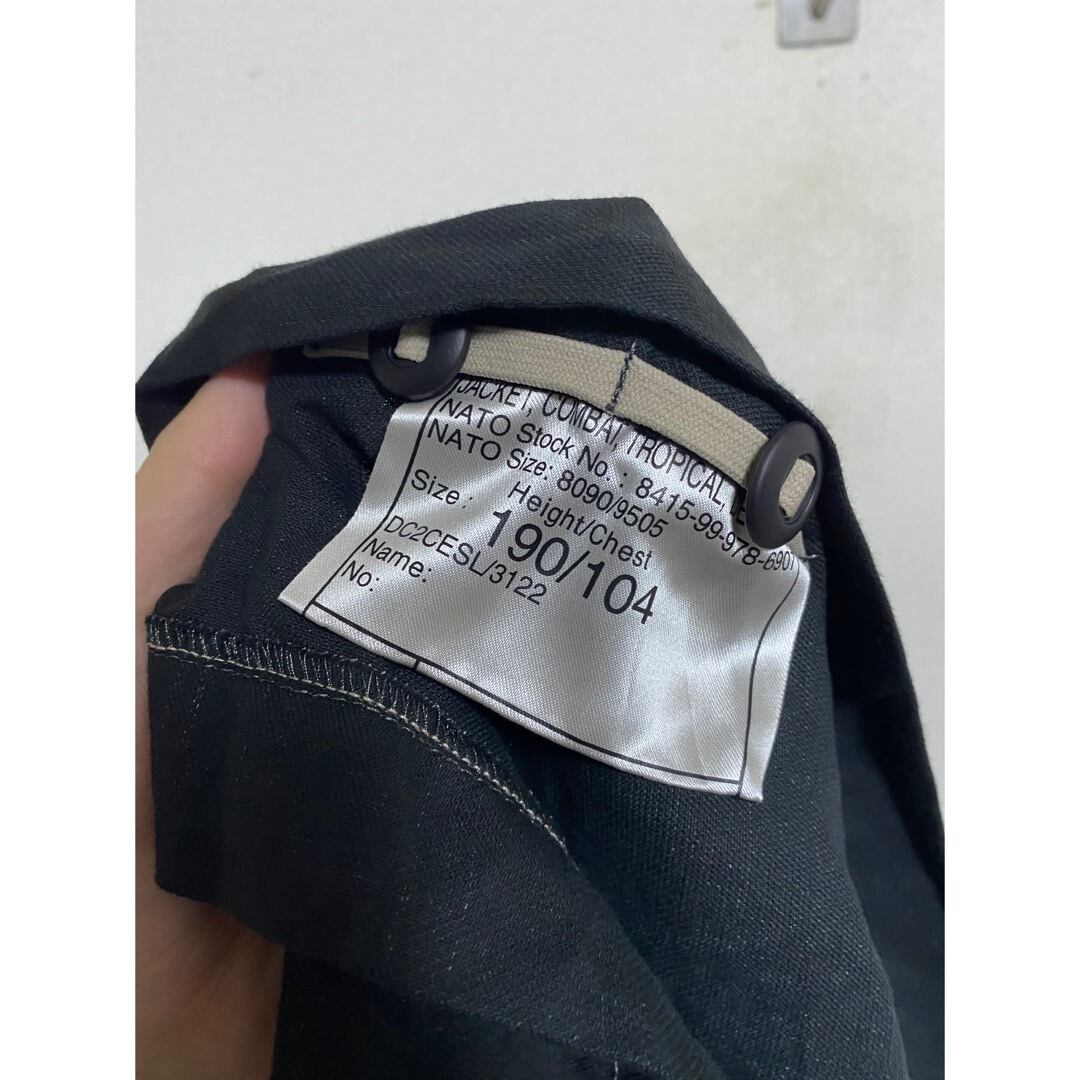 JACKET, COMBAT, TROPICAL, DE
NATO Stock No. : 8415-99-978-6901
NATO Size: 8090/9505
Size: Height/Chest
190/104
DC2CESL/3122
Name:
No: